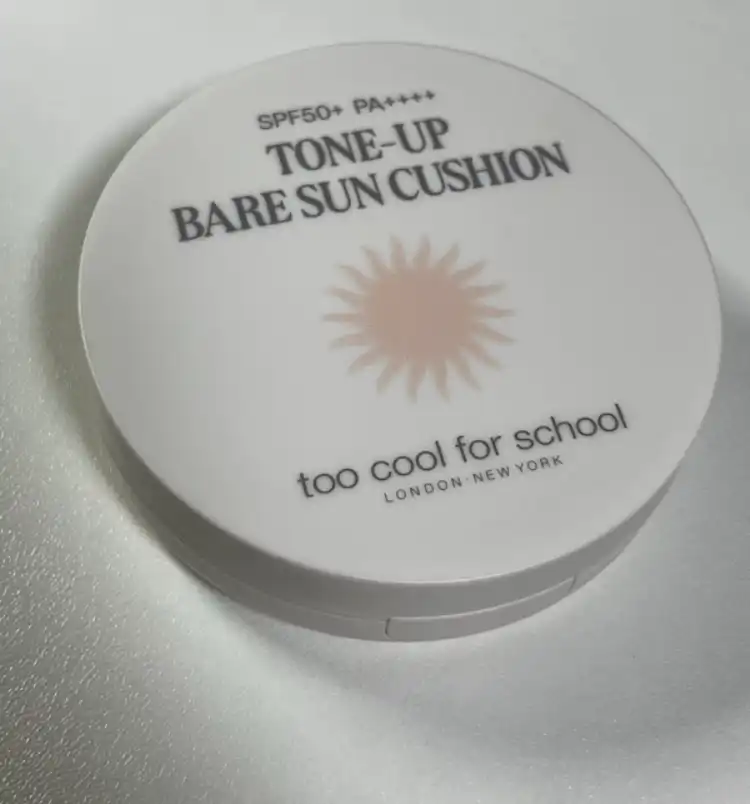 SPF50+ PA++++
TONE-UP
BARE SUN CUSHION
too cool for school
LONDON·NEW YORK